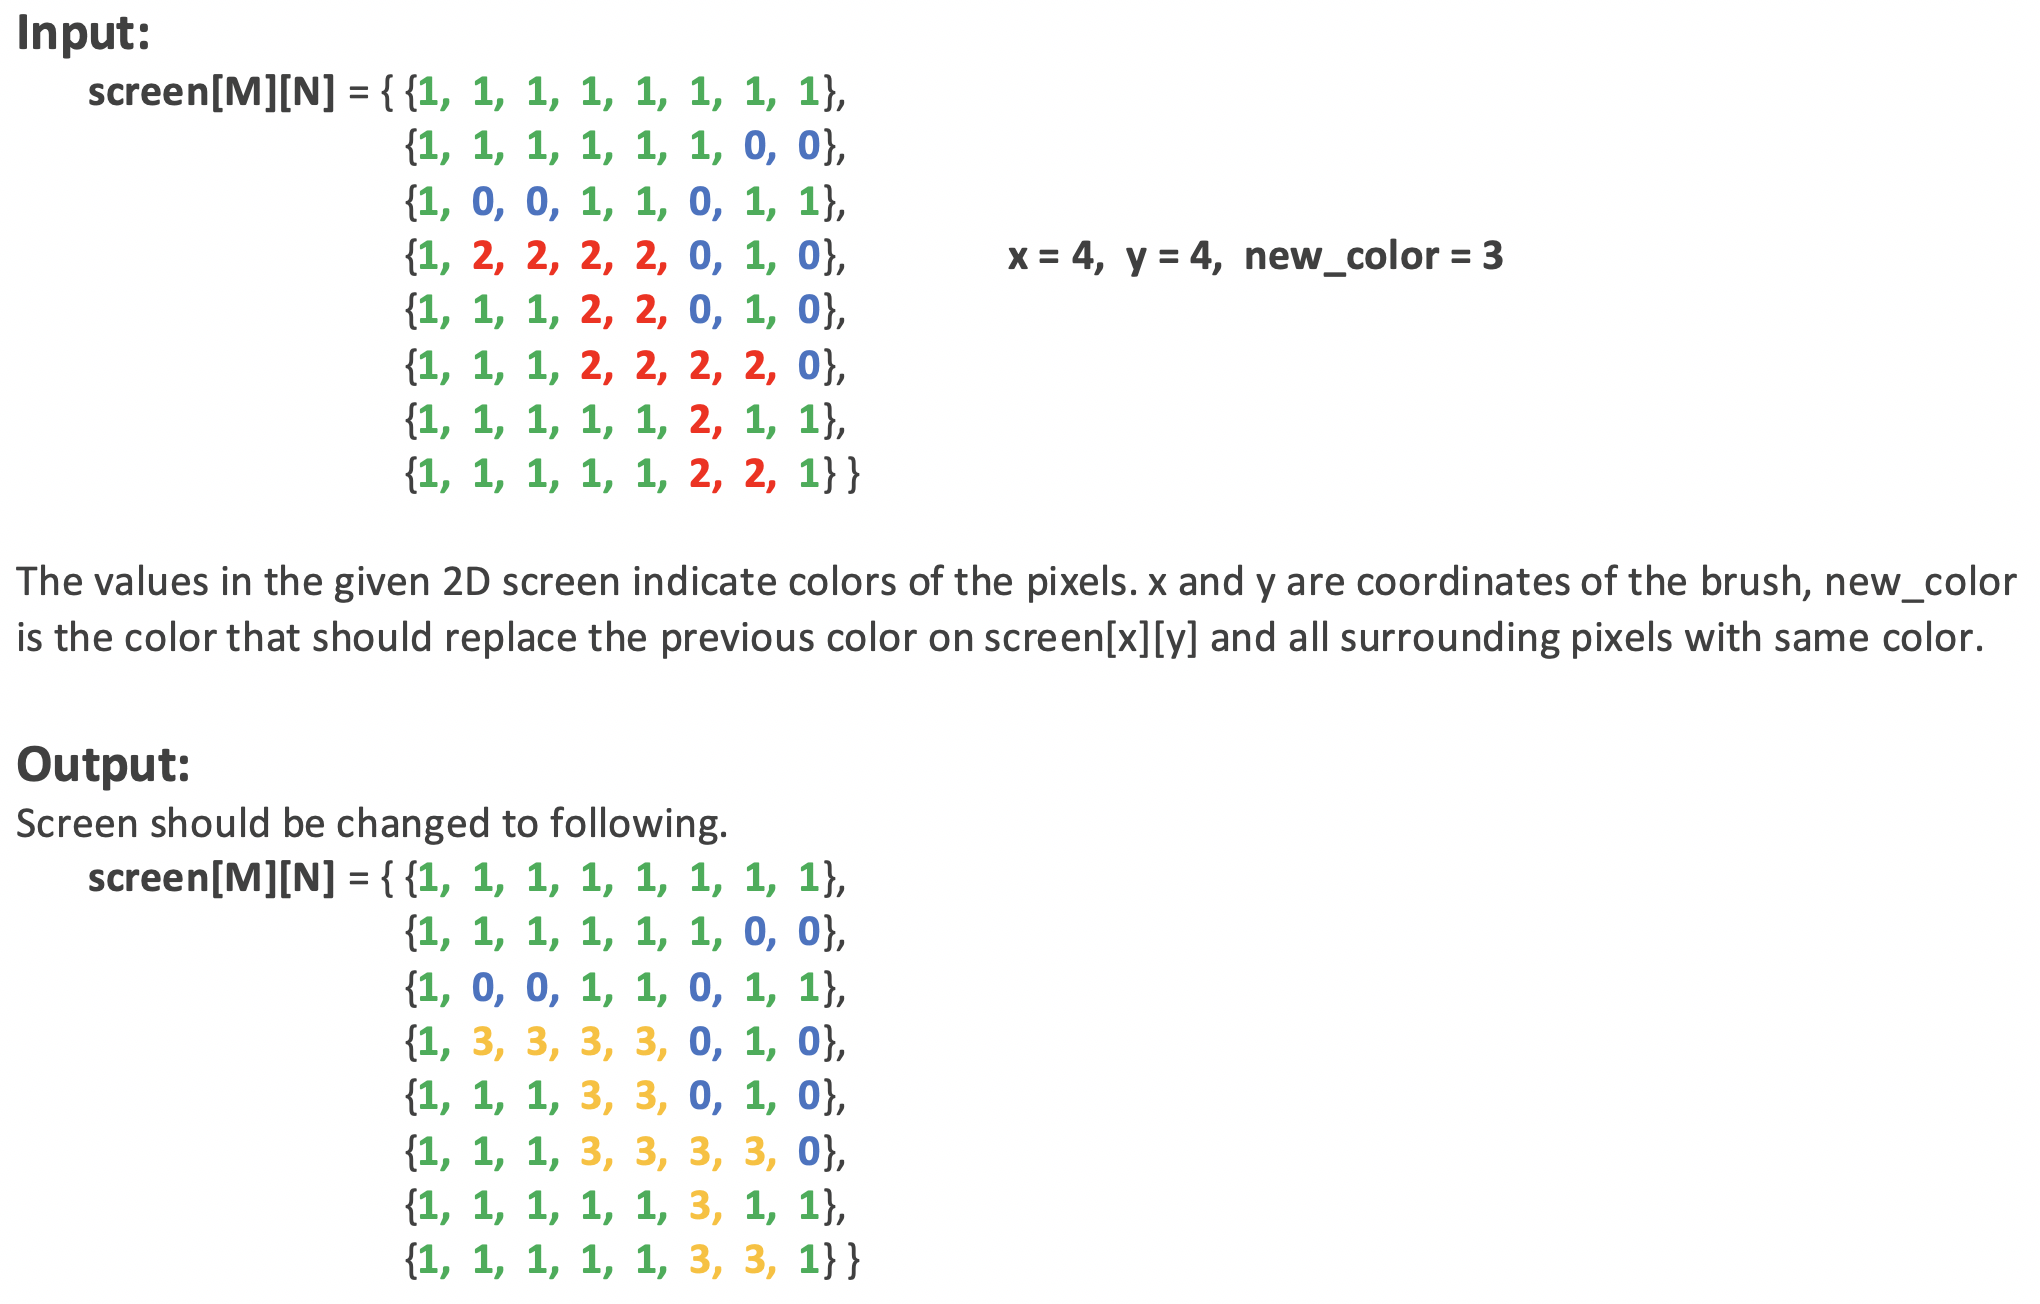 Input:
screen[M][N] = { {1, 1, 1, 1, 1, 1, 1, 1},
{1, 1, 1, 1, 1, 1, 0, 0},
{1, 0, 0, 1, 1, 0, 1, 1},
{1, 2, 2, 2, 2, 0, 1, 0}, x = 4, y = 4, new_color = 3
{1, 1, 1, 2, 2, 0, 1, 0},
{1, 1, 1, 2, 2, 2, 2, 0},
{1, 1, 1, 1, 1, 2, 1, 1},
{1, 1, 1, 1, 1, 2, 2, 1} }
The values in the given 2D screen indicate colors of the pixels. x and y are coordinates of the brush, new_color
is the color that should replace the previous color on screen[x][y] and all surrounding pixels with same color.
Output:
Screen should be changed to following.
screen[M][N] = { {1, 1, 1, 1, 1, 1, 1, 1},
{1, 1, 1, 1, 1, 1, 0, 0},
{1, 0, 0, 1, 1, 0, 1, 1},
{1, 3, 3, 3, 3, 0, 1, 0},
{1, 1, 1, 3, 3, 0, 1, 0},
{1, 1, 1, 3, 3, 3, 3, 0},
{1, 1, 1, 1, 1, 3, 1, 1},
{1, 1, 1, 1, 1, 3, 3, 1} }